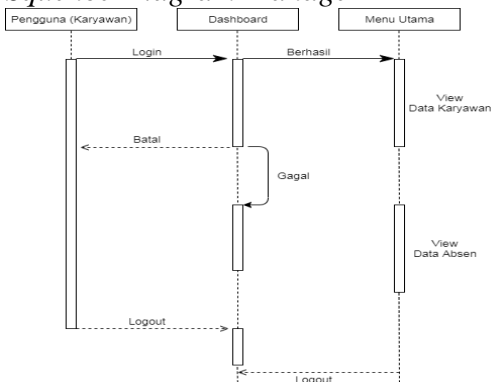 Pengguna (Karyawan)
Dashboard
Menu Utama
Login
Berhasil
View
Data Karyawan
Batal
Gagal
View
Data Absen
Logout
Logout